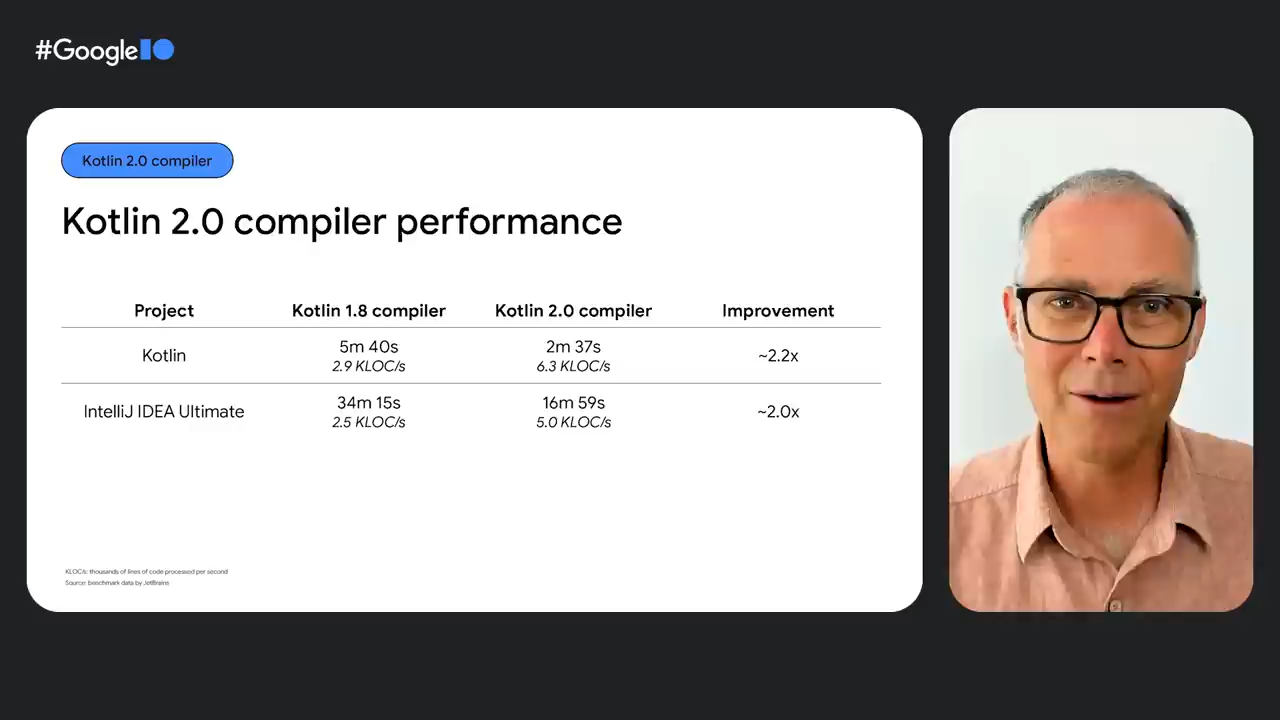 #Google IO
Kotlin 2.0 compiler
Kotlin 2.0 compiler performance
Project Kotlin 1.8 compiler Kotlin 2.0 compiler Improvement
Kotlin 5m 40s 2.9 KLOC/s 2m 37s 6.3 KLOC/s ~2.2x
IntelliJ IDEA Ultimate 34m 15s 2.5 KLOC/s 16m 59s 5.0 KLOC/s ~2.0x
KLOC/s: thousands of lines of code processed per second
Source: benchmark data by JetBrains